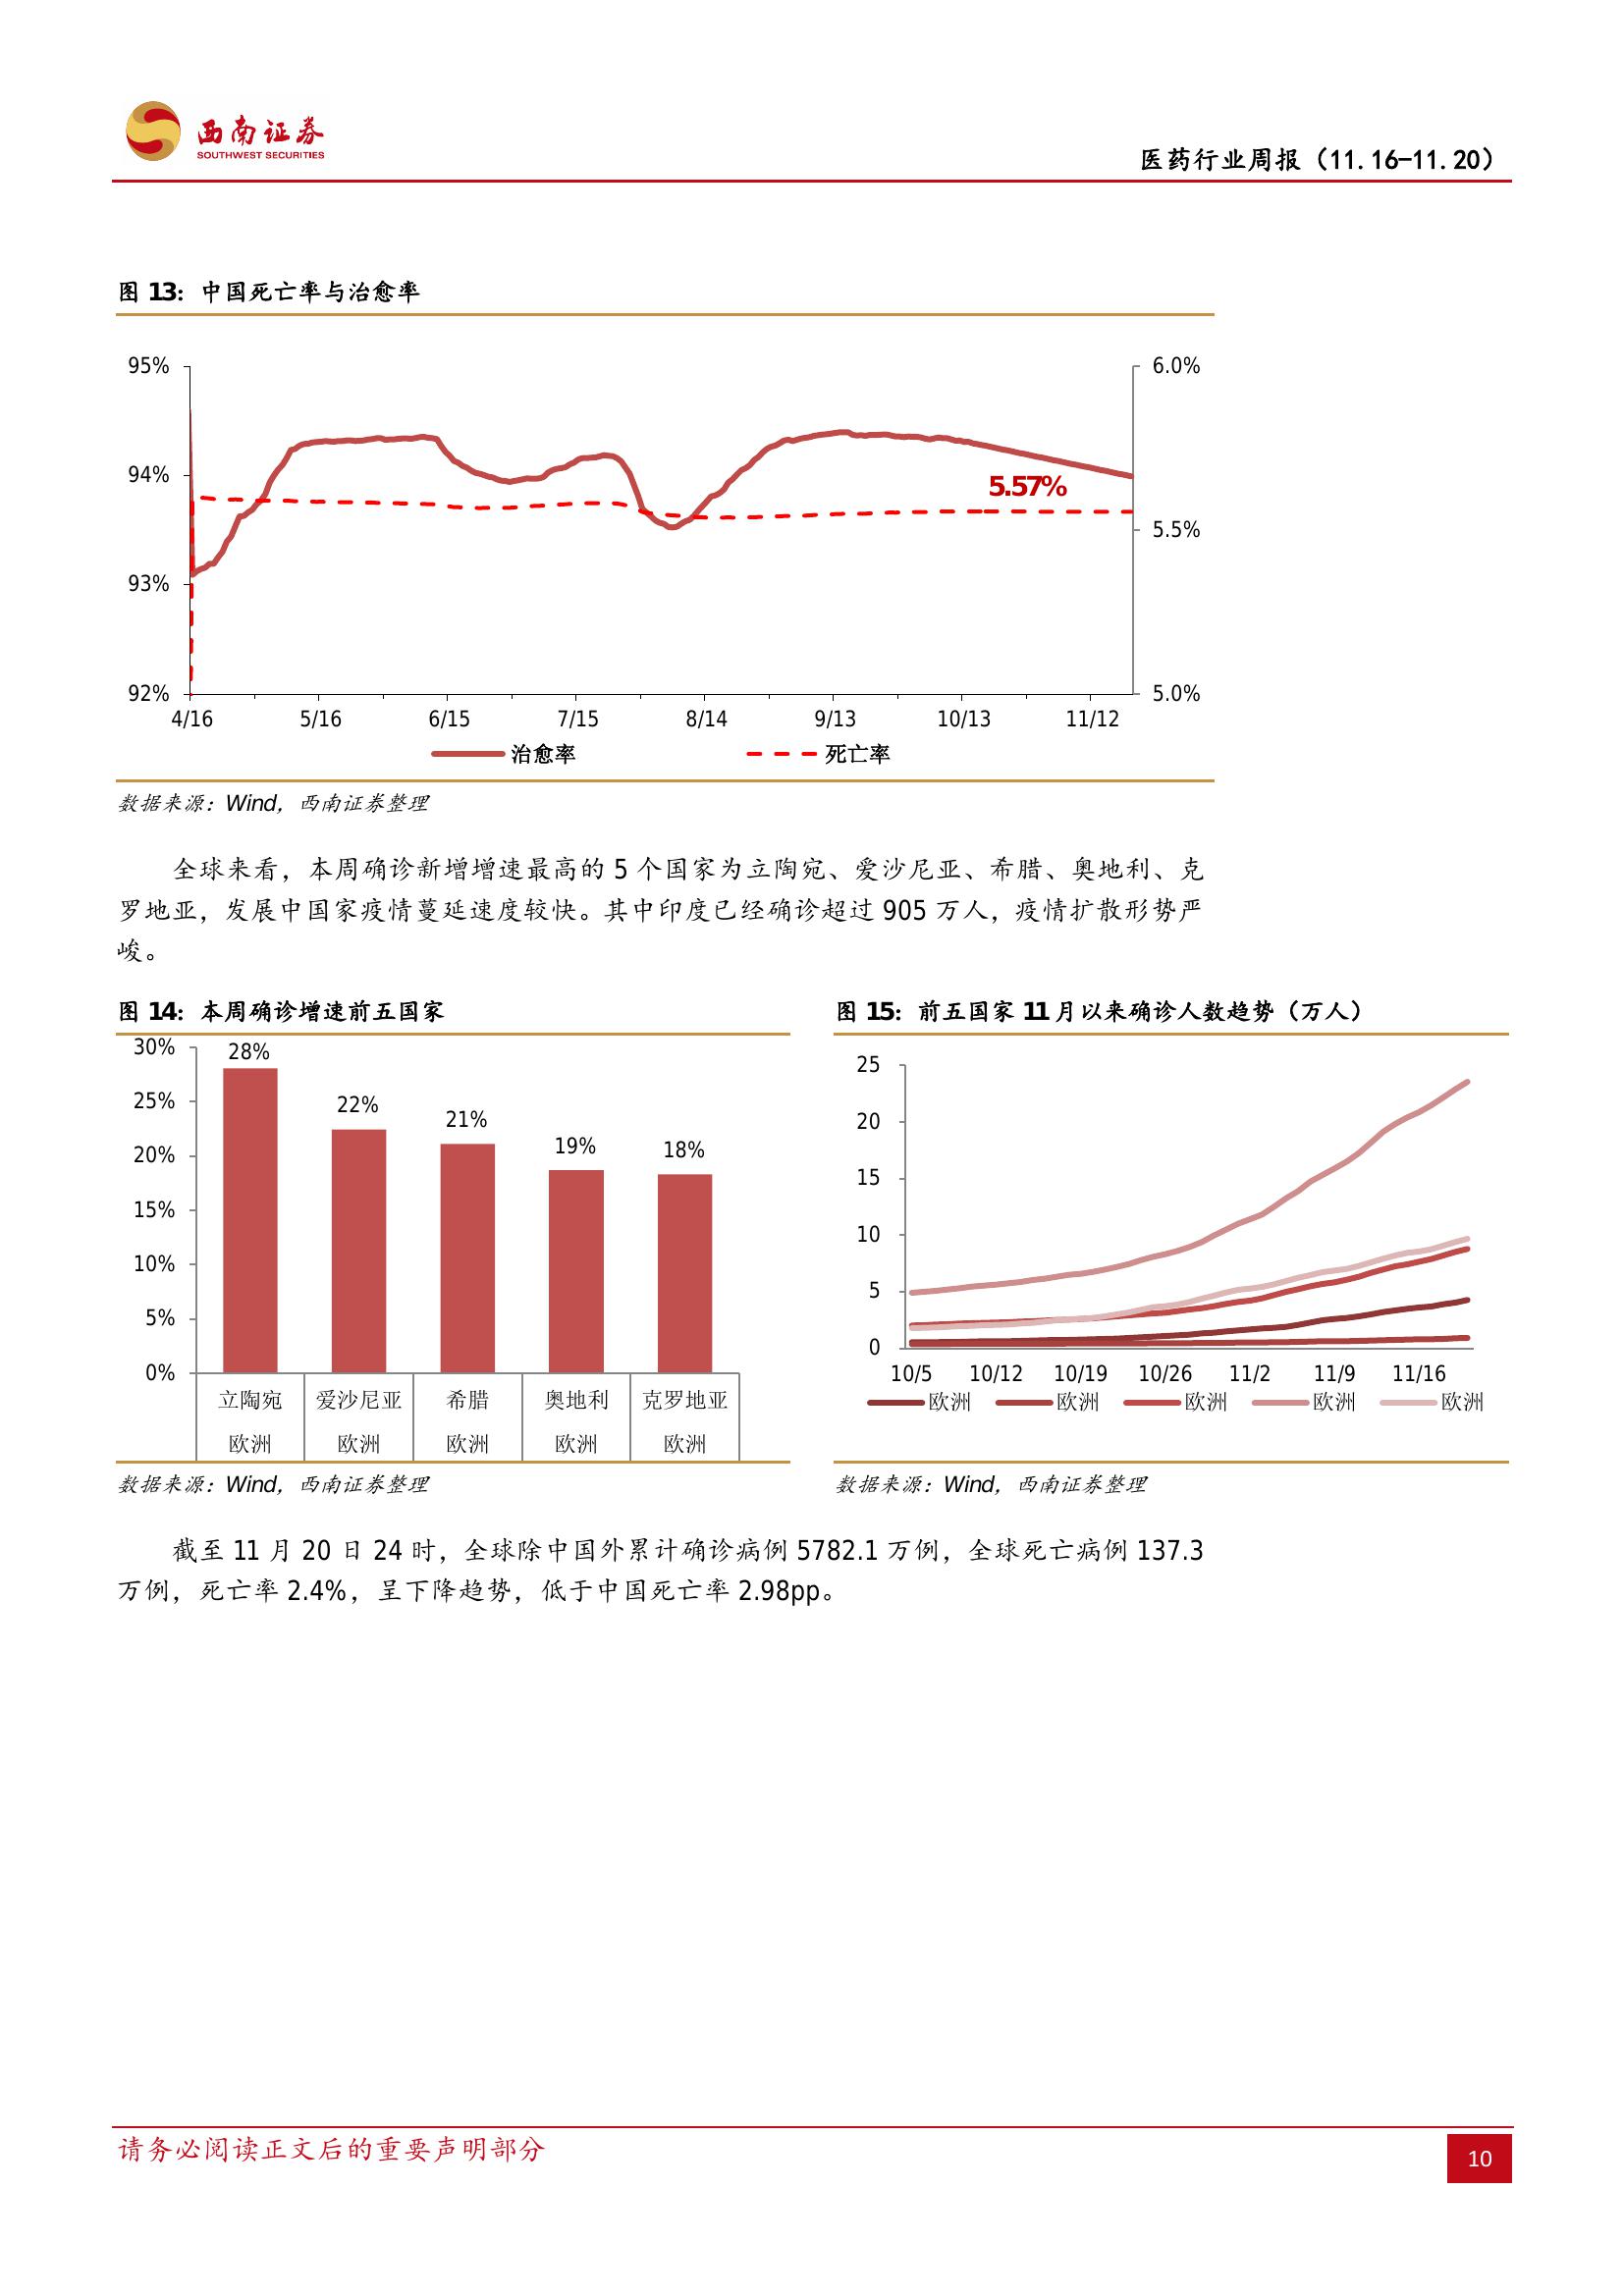 西南证券
SOUTHWEST SECURITIES
医药行业周报（11.16-11.20）
图 13：中国死亡率与治愈率
95%
94%
93%
92%
6.0%
5.5%
5.0%
5.57%
4/16 5/16 6/15 7/15 8/14 9/13 10/13 11/12
治愈率 死亡率
数据来源：Wind，西南证券整理
全球来看，本周确诊新增增速最高的 5 个国家为立陶宛、爱沙尼亚、希腊、奥地利、克
罗地亚，发展中国家疫情蔓延速度较快。其中印度已经确诊超过 905 万人，疫情扩散形势严
峻。
图 14：本周确诊增速前五国家
30%
25%
20%
15%
10%
5%
0%
28% 22% 21% 19% 18%
立陶宛 爱沙尼亚 希腊 奥地利 克罗地亚
欧洲 欧洲 欧洲 欧洲 欧洲
数据来源：Wind，西南证券整理
图 15：前五国家 11 月以来确诊人数趋势（万人）
25
20
15
10
5
0
10/5 10/12 10/19 10/26 11/2 11/9 11/16
欧洲 欧洲 欧洲 欧洲 欧洲
数据来源：Wind，西南证券整理
截至 11 月 20 日 24 时，全球除中国外累计确诊病例 5782.1 万例，全球死亡病例 137.3
万例，死亡率 2.4%，呈下降趋势，低于中国死亡率 2.98pp。
请务必阅读正文后的重要声明部分
10